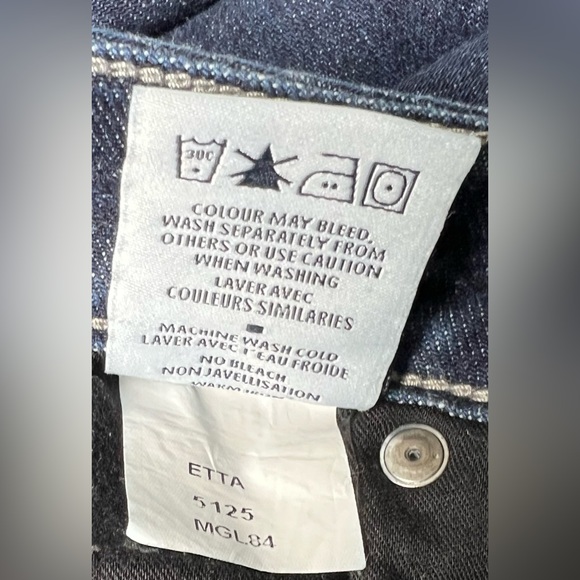 30C
COLOUR MAY BLEED,
WASH SEPARATELY FROM
OTHERS OR USE CAUTION
WHEN WASHING
LAVER AVEC
COULEURS SIMILARIES
MACHINE WASH COLD
LAVER AVEC L'EAU FROIDE
NO BLEACH
NON JAVELLISATION
ETTA
5125
MGL84